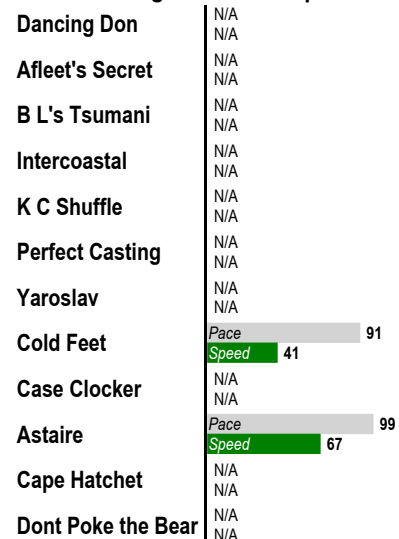 Dancing Don
N/A
N/A
Afleet's Secret
N/A
N/A
B L's Tsumani
N/A
N/A
Intercoastal
N/A
N/A
K C Shuffle
N/A
N/A
Perfect Casting
N/A
N/A
Yaroslav
N/A
N/A
Cold Feet
Pace 91
Speed 41
Case Clocker
N/A
N/A
Astaire
Pace 99
Speed 67
Cape Hatchet
N/A
N/A
Dont Poke the Bear
N/A
N/A